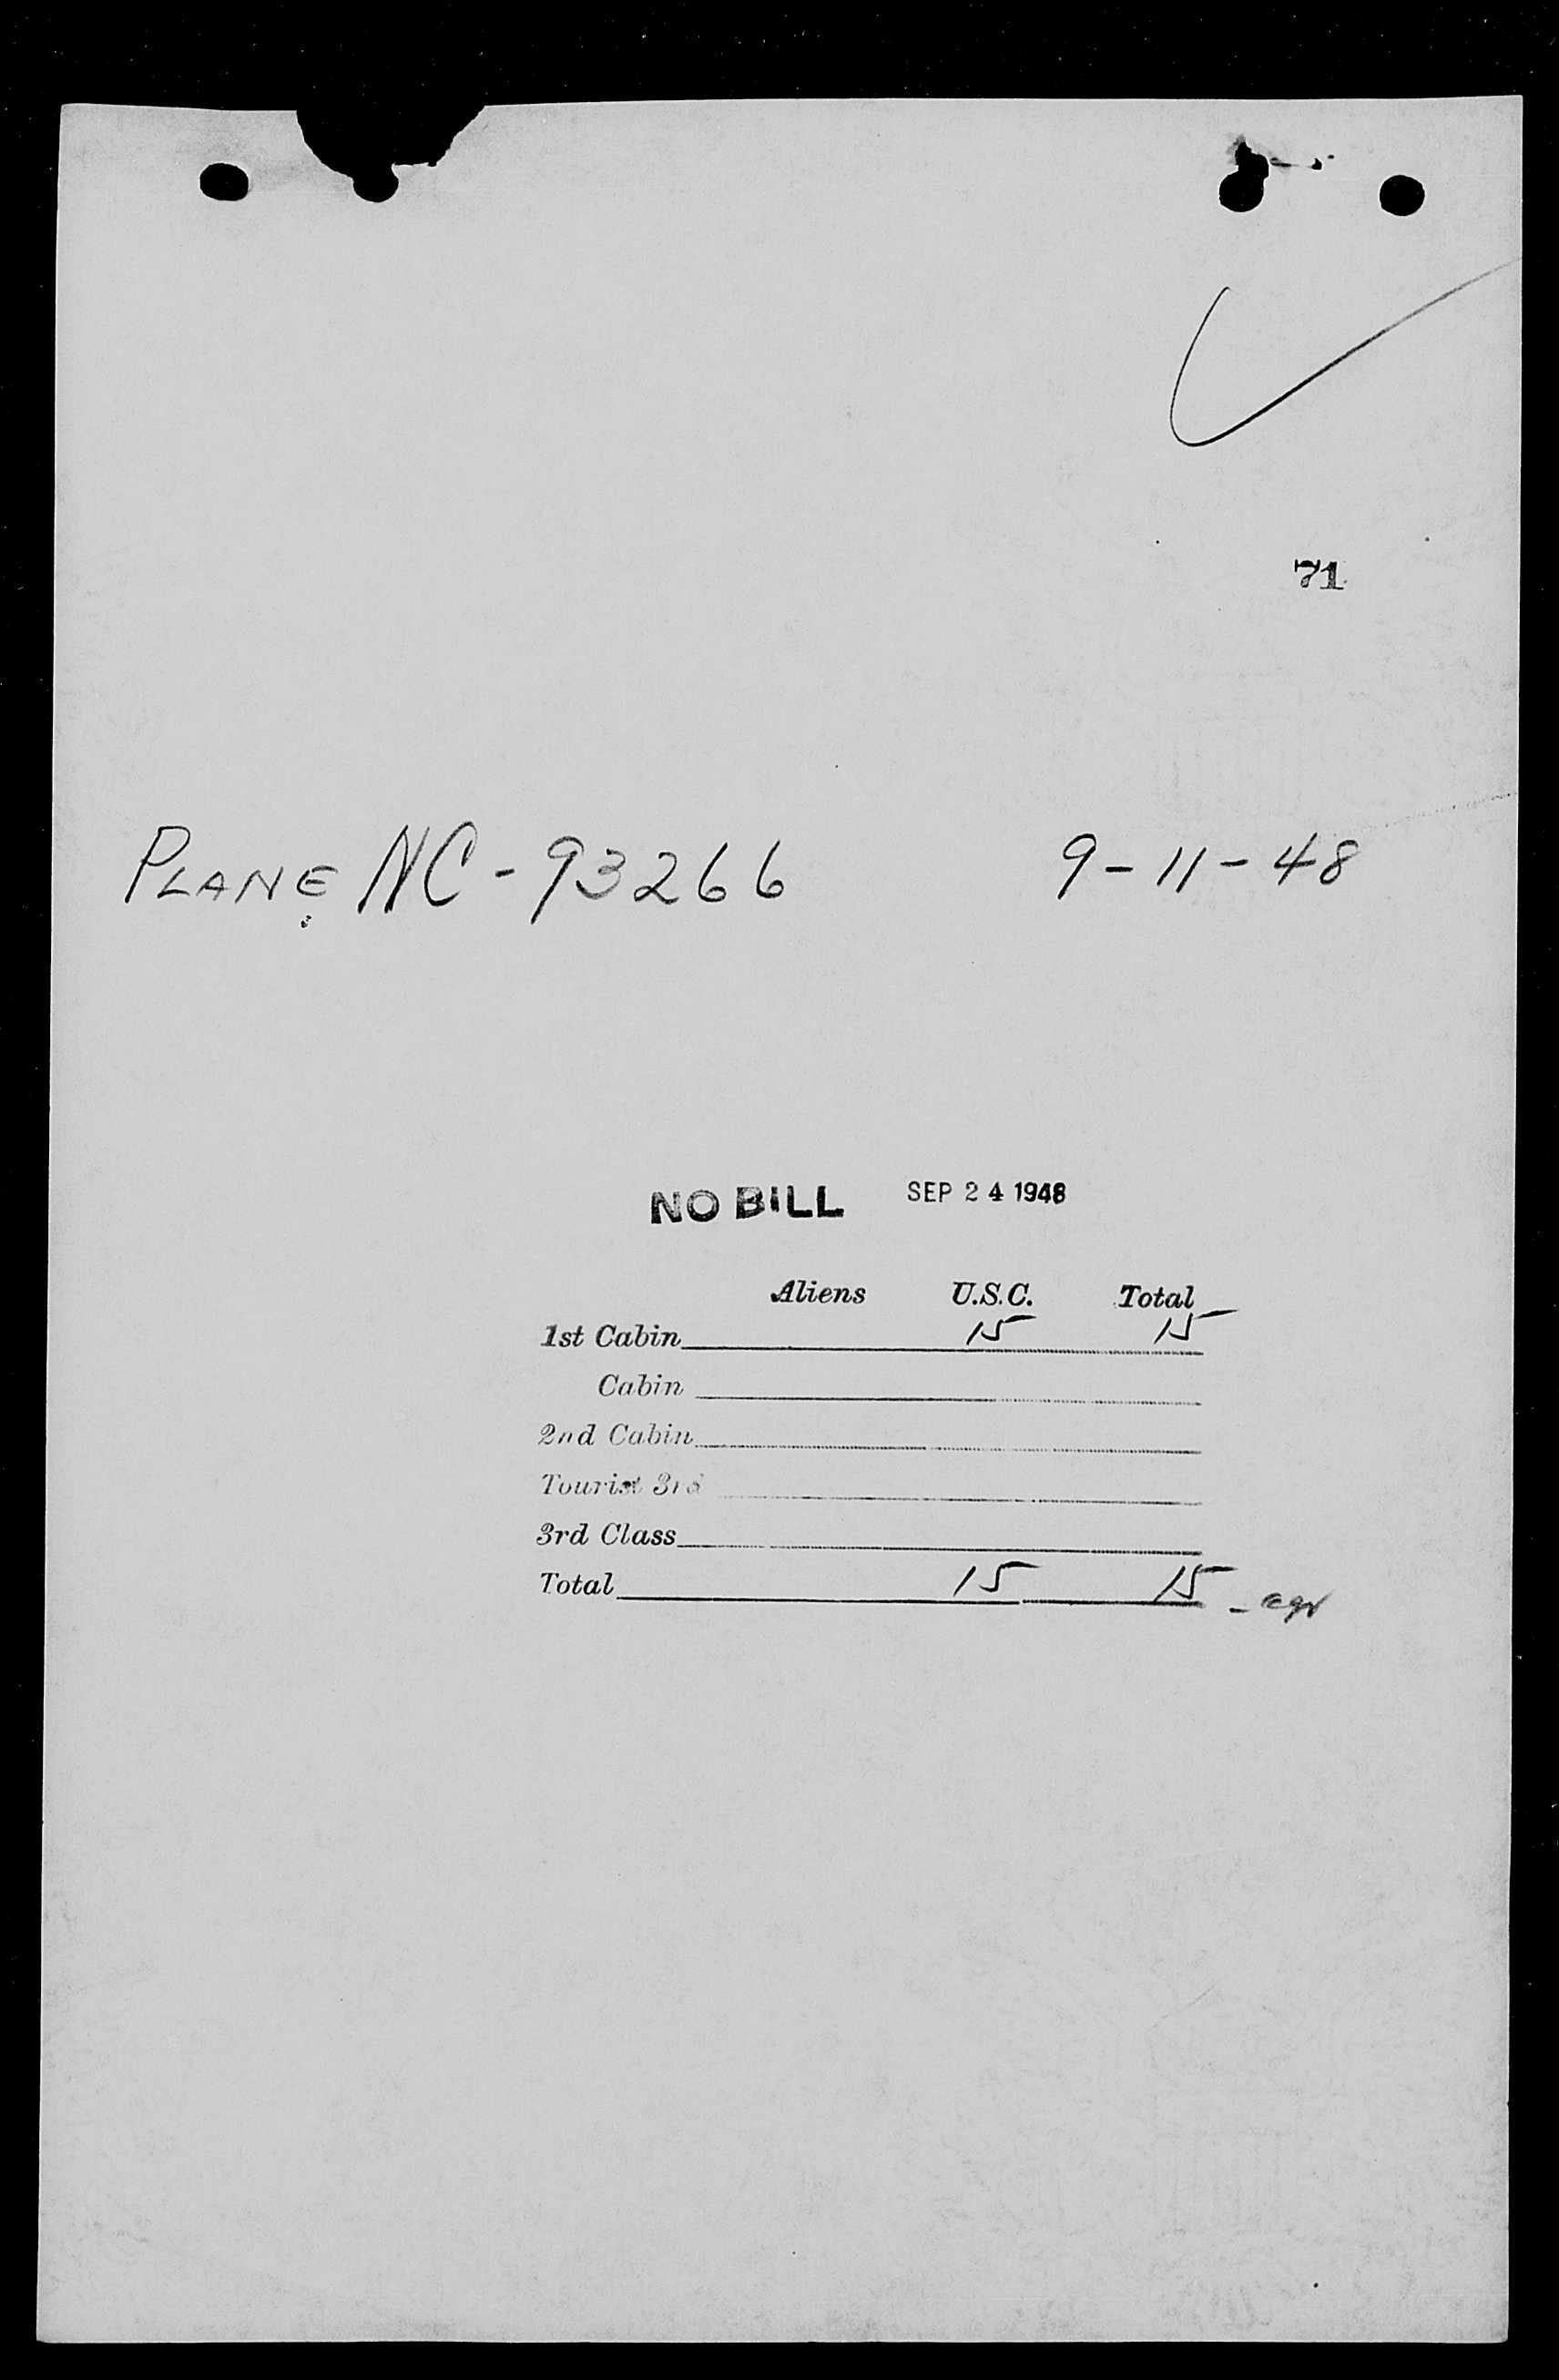 71
PLANE NC-93266 9-11-48
NO BILL SEP 24 1948
Aliens U.S.C. Total
1st Cabin 15 15
Cabin
2nd Cabin
Tourist 3rd
3rd Class
Total 15 15